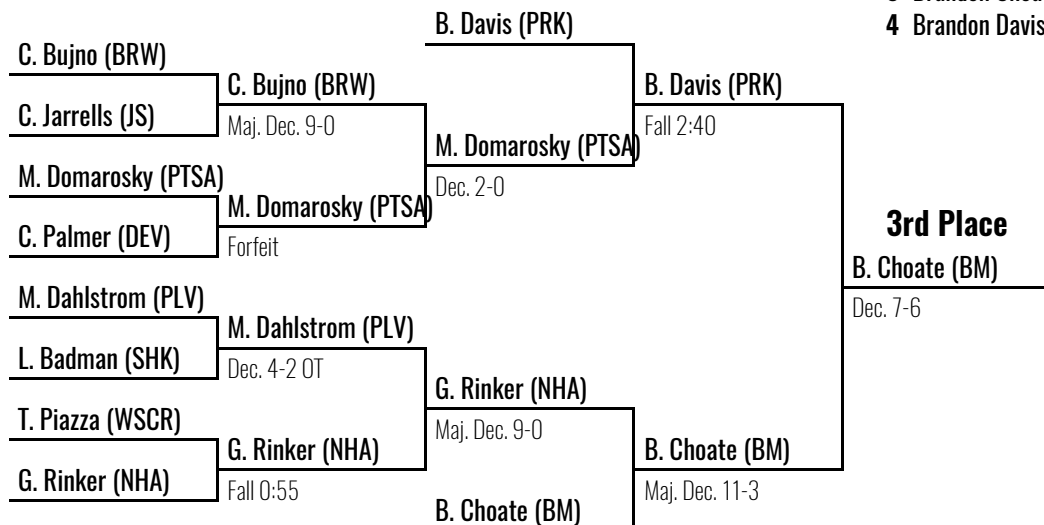 4 Brandon Davis
C. Bujno (BRW)
C. Jarrells (JS)
M. Domarosky (PTSA)
C. Palmer (DEV)
M. Dahlstrom (PLV)
L. Badman (SHK)
T. Piazza (WSCR)
G. Rinker (NHA)
C. Bujno (BRW)
Maj. Dec. 9-0
M. Domarosky (PTSA)
Forfeit
M. Dahlstrom (PLV)
Dec. 4-2 OT
G. Rinker (NHA)
Fall 0:55
B. Davis (PRK)
M. Domarosky (PTSA)
Dec. 2-0
G. Rinker (NHA)
Maj. Dec. 9-0
B. Choate (BM)
B. Davis (PRK)
Fall 2:40
B. Choate (BM)
Maj. Dec. 11-3
3rd Place
B. Choate (BM)
Dec. 7-6